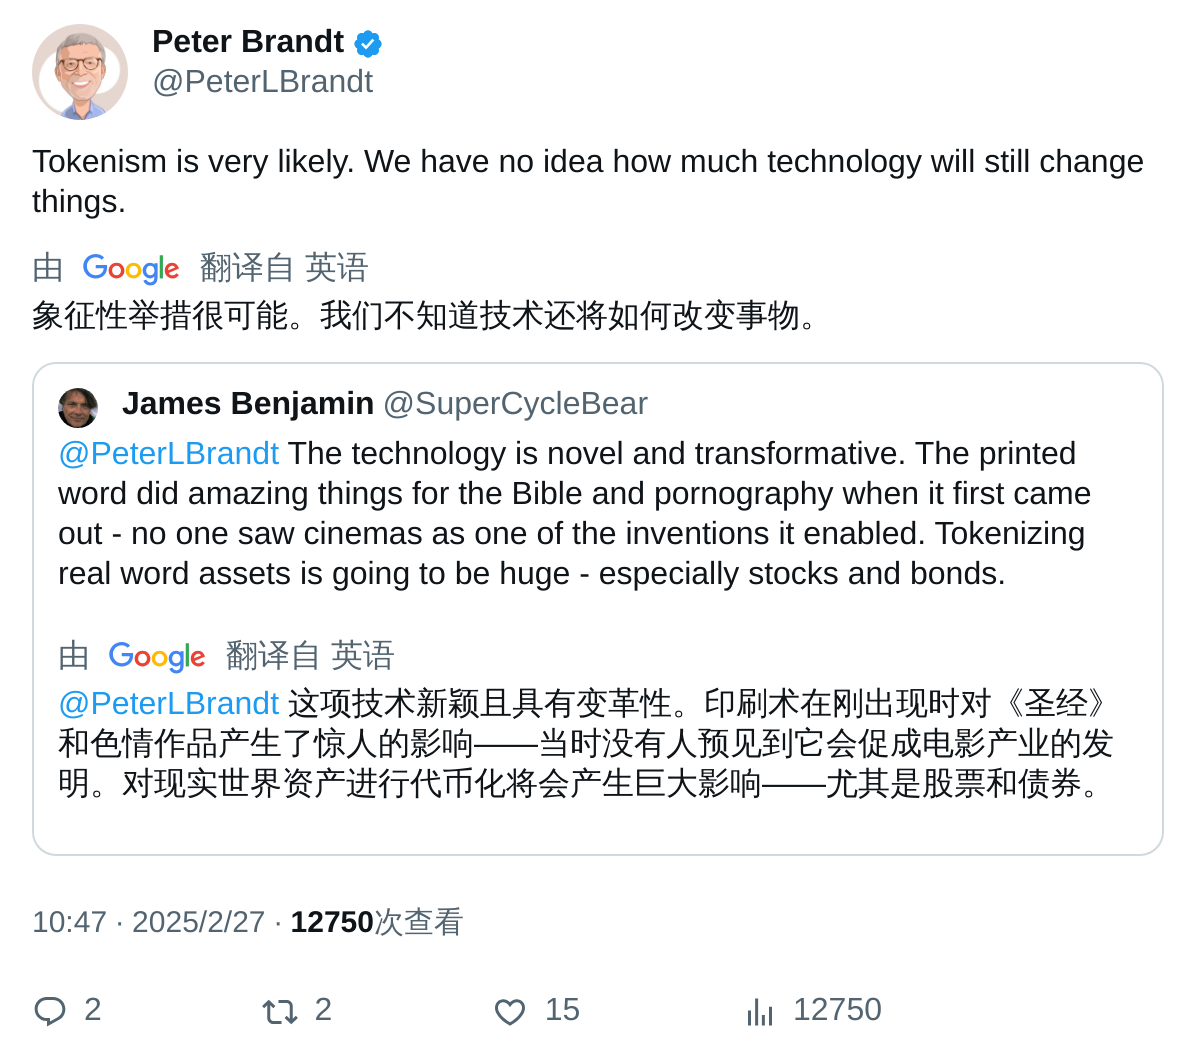 Peter Brandt
@PeterLBrandt
Tokenism is very likely. We have no idea how much technology will still change
things.
由 Google 翻译自 英语
象征性举措很可能。我们不知道技术还将如何改变事物。
James Benjamin @SuperCycleBear
@PeterLBrandt The technology is novel and transformative. The printed
word did amazing things for the Bible and pornography when it first came
out - no one saw cinemas as one of the inventions it enabled. Tokenizing
real word assets is going to be huge - especially stocks and bonds.
由 Google 翻译自 英语
@PeterLBrandt 这项技术新颖且具有变革性。印刷术在刚出现时对《圣经》
和色情作品产生了惊人的影响——当时没有人预见到它会促成电影产业的发
明。对现实世界资产进行代币化将会产生巨大影响——尤其是股票和债券。
10:47 · 2025/2/27 · 12750次查看
2 2 15 12750